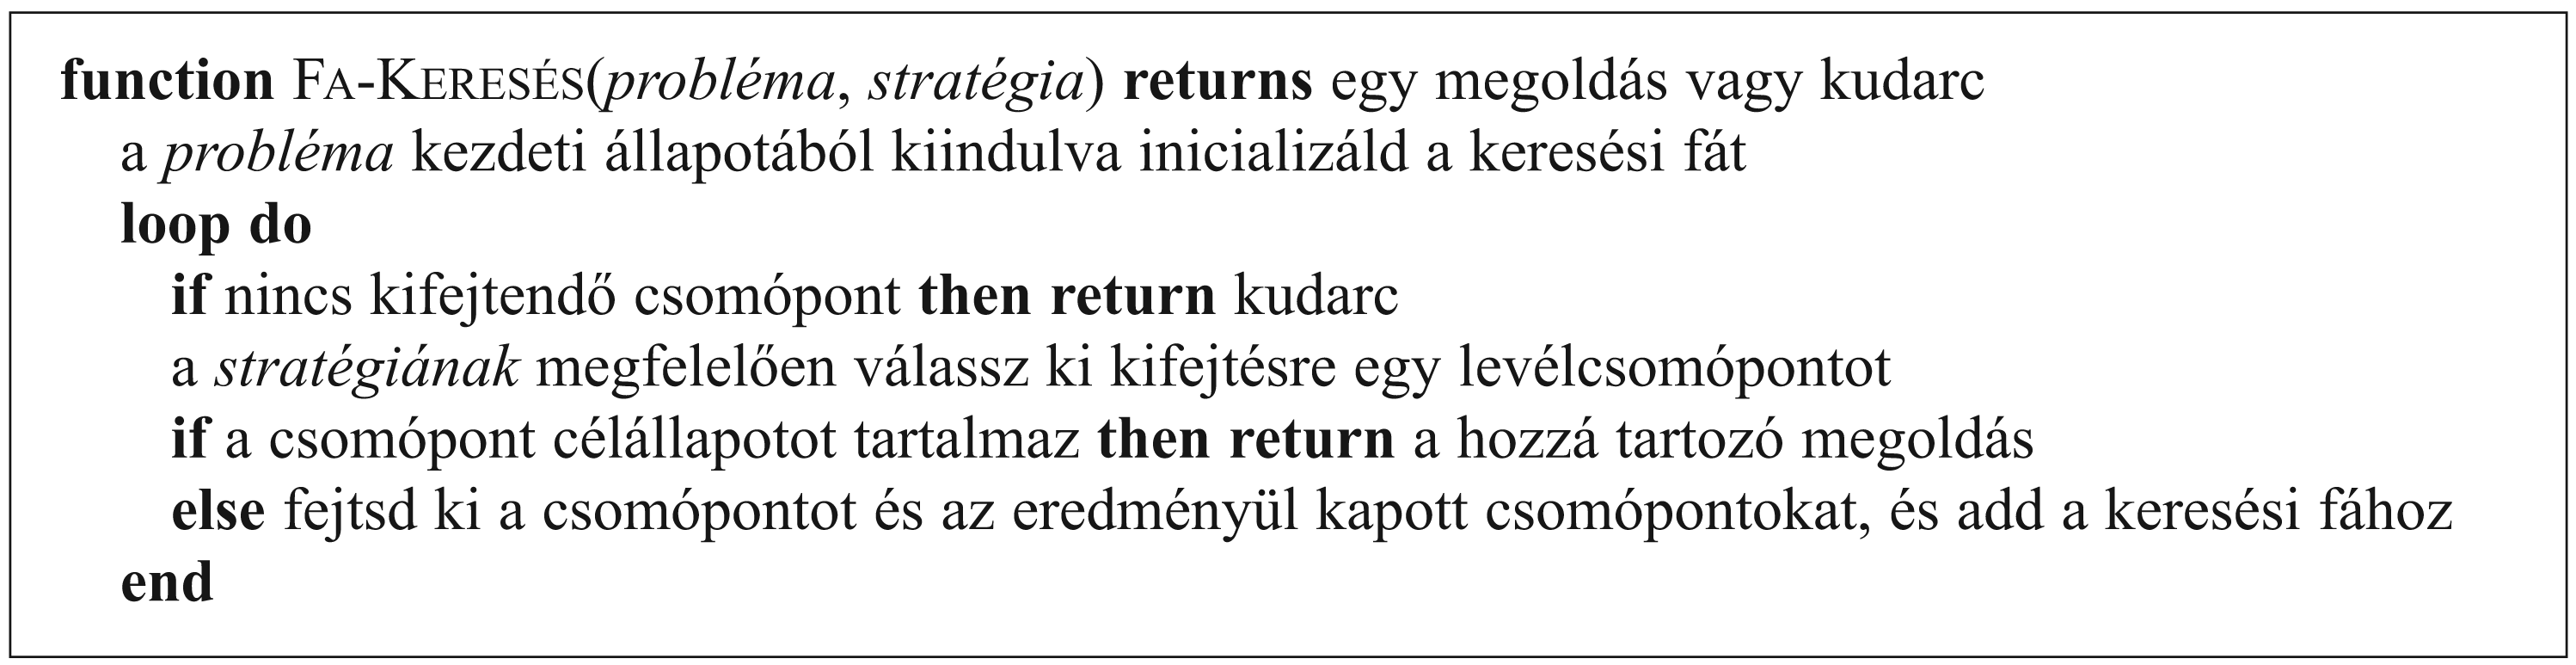 function FA-KERESÉS(probléma, stratégia) returns egy megoldás vagy kudarc
a probléma kezdeti állapotából kiindulva inicializáld a keresési fát
loop do
if nincs kifejtendő csomópont then return kudarc
a stratégiának megfelelően válassz ki kifejtésre egy levélcsomópontot
if a csomópont célállapotot tartalmaz then return a hozzá tartozó megoldás
else fejtsd ki a csomópontot és az eredményül kapott csomópontokat, és add a keresési fához
end